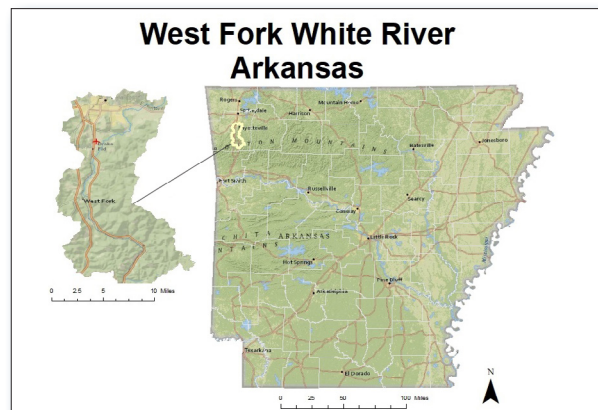 West Fork White River
Arkansas
Rogers
Mountain Home
Harrison
Jonesboro
Batesville
Fort Smith
Russellville
Searcy
Conway
West Fork
ARKANSAS
Little Rock
Hot Springs
Pine Bluff
Arkadelphia
Texarkana
El Dorado
0 2.5 5 10 Miles
0 25 50 100
Miles
N